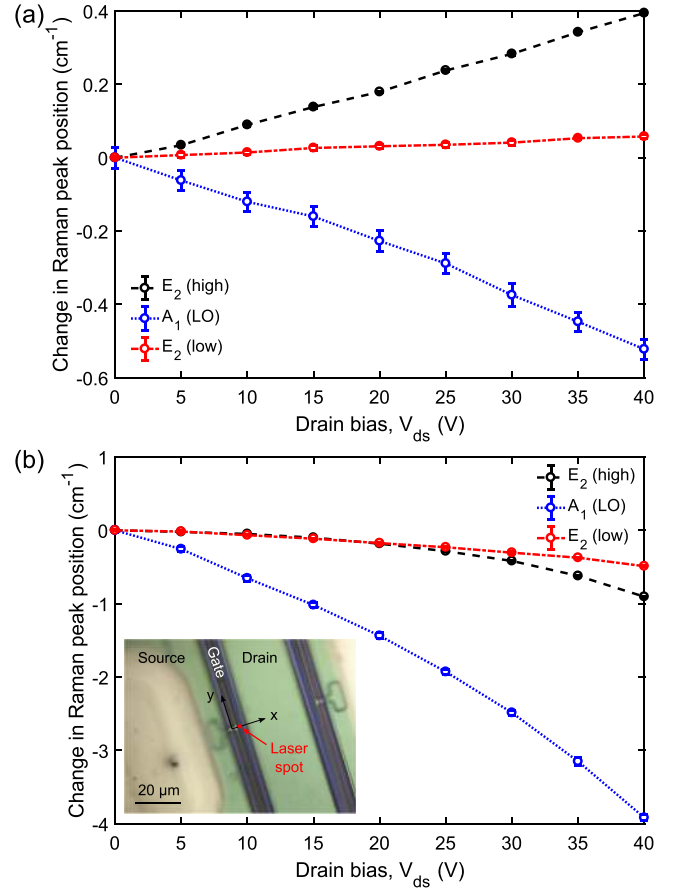 (a)
Change in Raman peak position (cm-1)
0.4
0.2
0
-0.2
-0.4
-0.6
E2 (high)
A1 (LO)
E2 (low)
0 5 10 15 20 25 30 35 40
Drain bias, Vds (V)
(b)
Change in Raman peak position (cm-1)
1
0
-1
-2
-3
-4
E2 (high)
A1 (LO)
E2 (low)
Source
Gate
Drain
y
x
Laser
spot
20 µm
0 5 10 15 20 25 30 35 40
Drain bias, Vds (V)